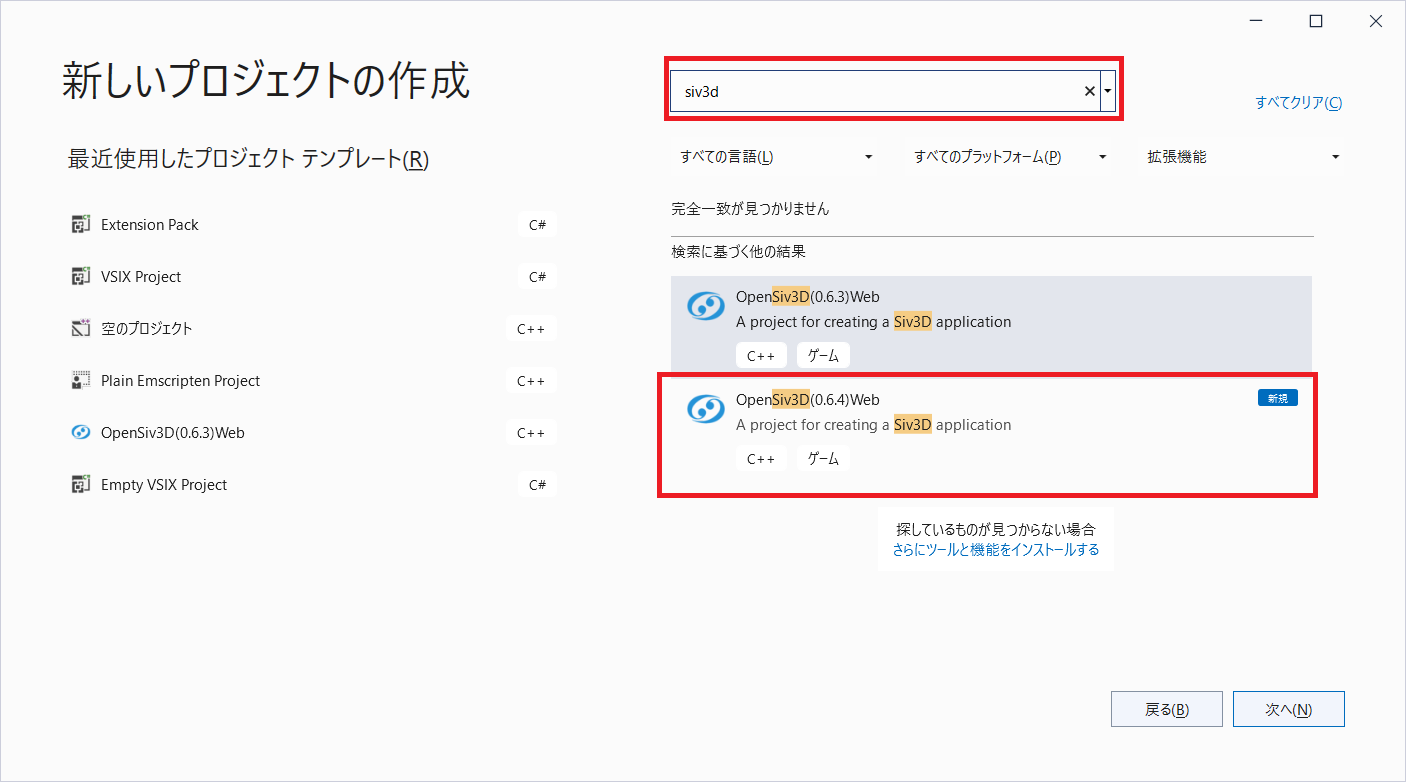 新しいプロジェクトの作成
最近使用したプロジェクト テンプレート(R)
Extension Pack C#
VSIX Project C#
空のプロジェクト C++
Plain Emscripten Project C++
OpenSiv3D(0.6.3)Web C++
Empty VSIX Project C#
siv3d
すべてクリア(C)
すべての言語(L) すべてのプラットフォーム(P) 拡張機能
完全一致が見つかりません
検索に基づく他の結果
OpenSiv3D(0.6.3)Web
A project for creating a Siv3D application
C++ ゲーム
OpenSiv3D(0.6.4)Web 新規
A project for creating a Siv3D application
C++ ゲーム
探しているものが見つからない場合
さらにツールと機能をインストールする
戻る(B) 次へ(N)